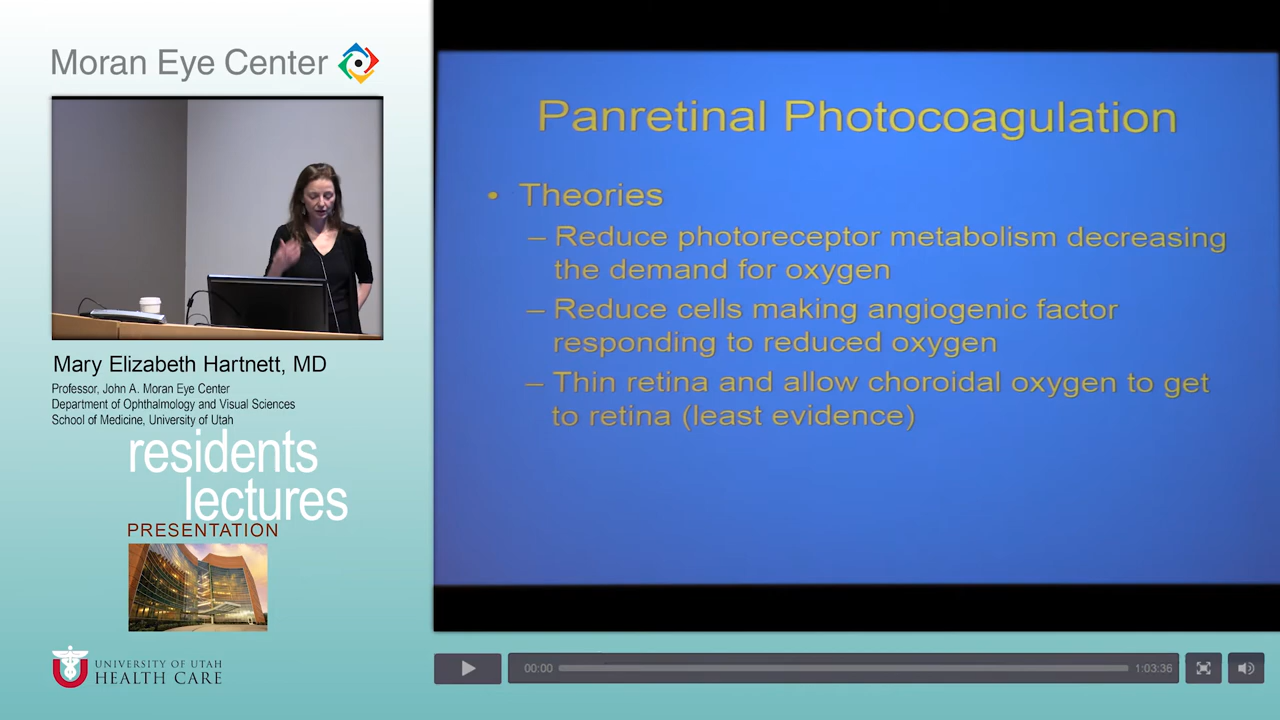 Moran Eye Center
Mary Elizabeth Hartnett, MD
Professor, John A. Moran Eye Center
Department of Ophthalmology and Visual Sciences
School of Medicine, University of Utah
residents
lectures
PRESENTATION
UNIVERSITY OF UTAH
HEALTH CARE
Panretinal Photocoagulation
• Theories
– Reduce photoreceptor metabolism decreasing
the demand for oxygen
– Reduce cells making angiogenic factor
responding to reduced oxygen
– Thin retina and allow choroidal oxygen to get
to retina (least evidence)
00:00
1:03:36